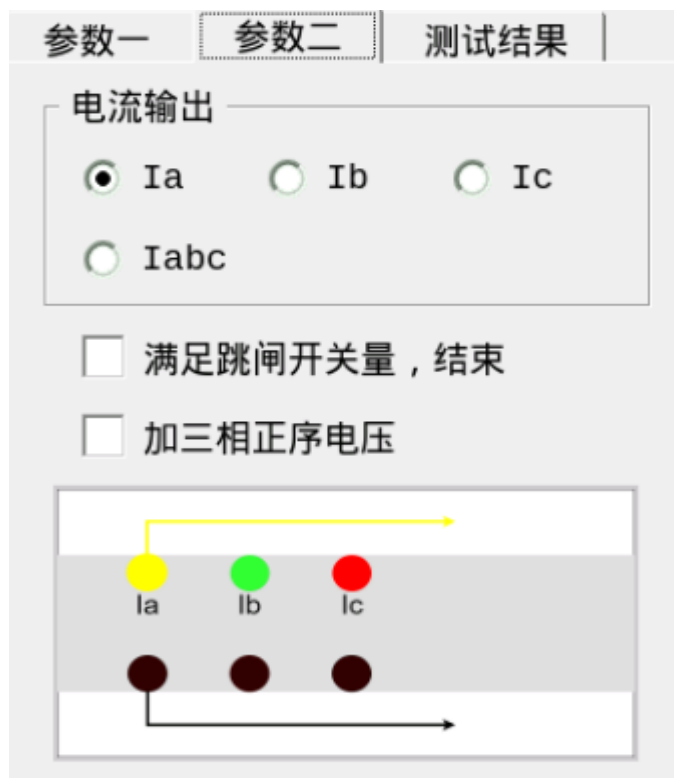 参数一 参数二 测试结果
电流输出
Ia Ib Ic
Iabc
满足跳闸开关量，结束
加三相正序电压
Ia Ib Ic